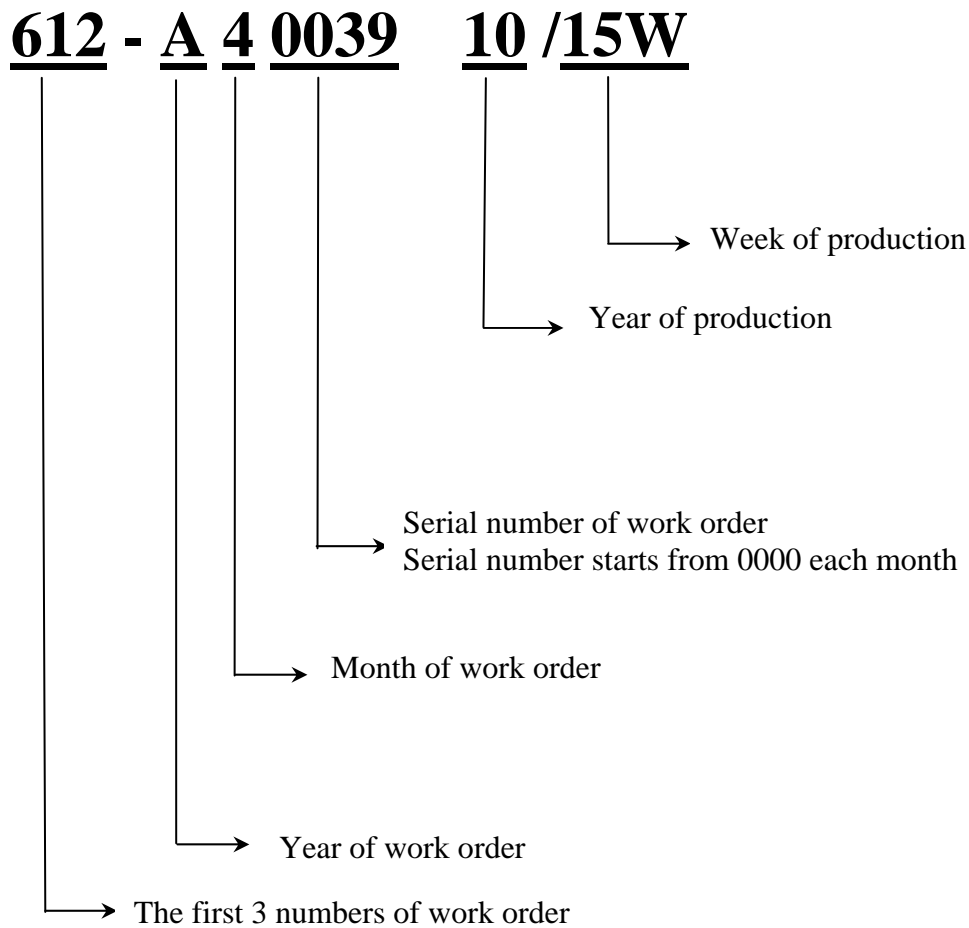 612 - A 4 0039 10 /15W
Week of production
Year of production
Serial number of work order
Serial number starts from 0000 each month
Month of work order
Year of work order
The first 3 numbers of work order